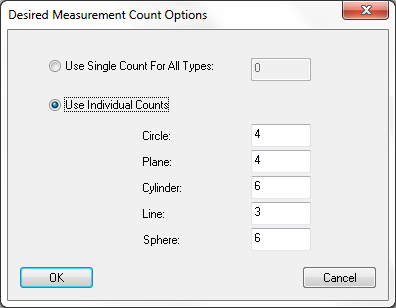 Desired Measurement Count Options
Use Single Count For All Types: 0
Use Individual Counts
Circle: 4
Plane: 4
Cylinder: 6
Line: 3
Sphere: 6
OK Cancel